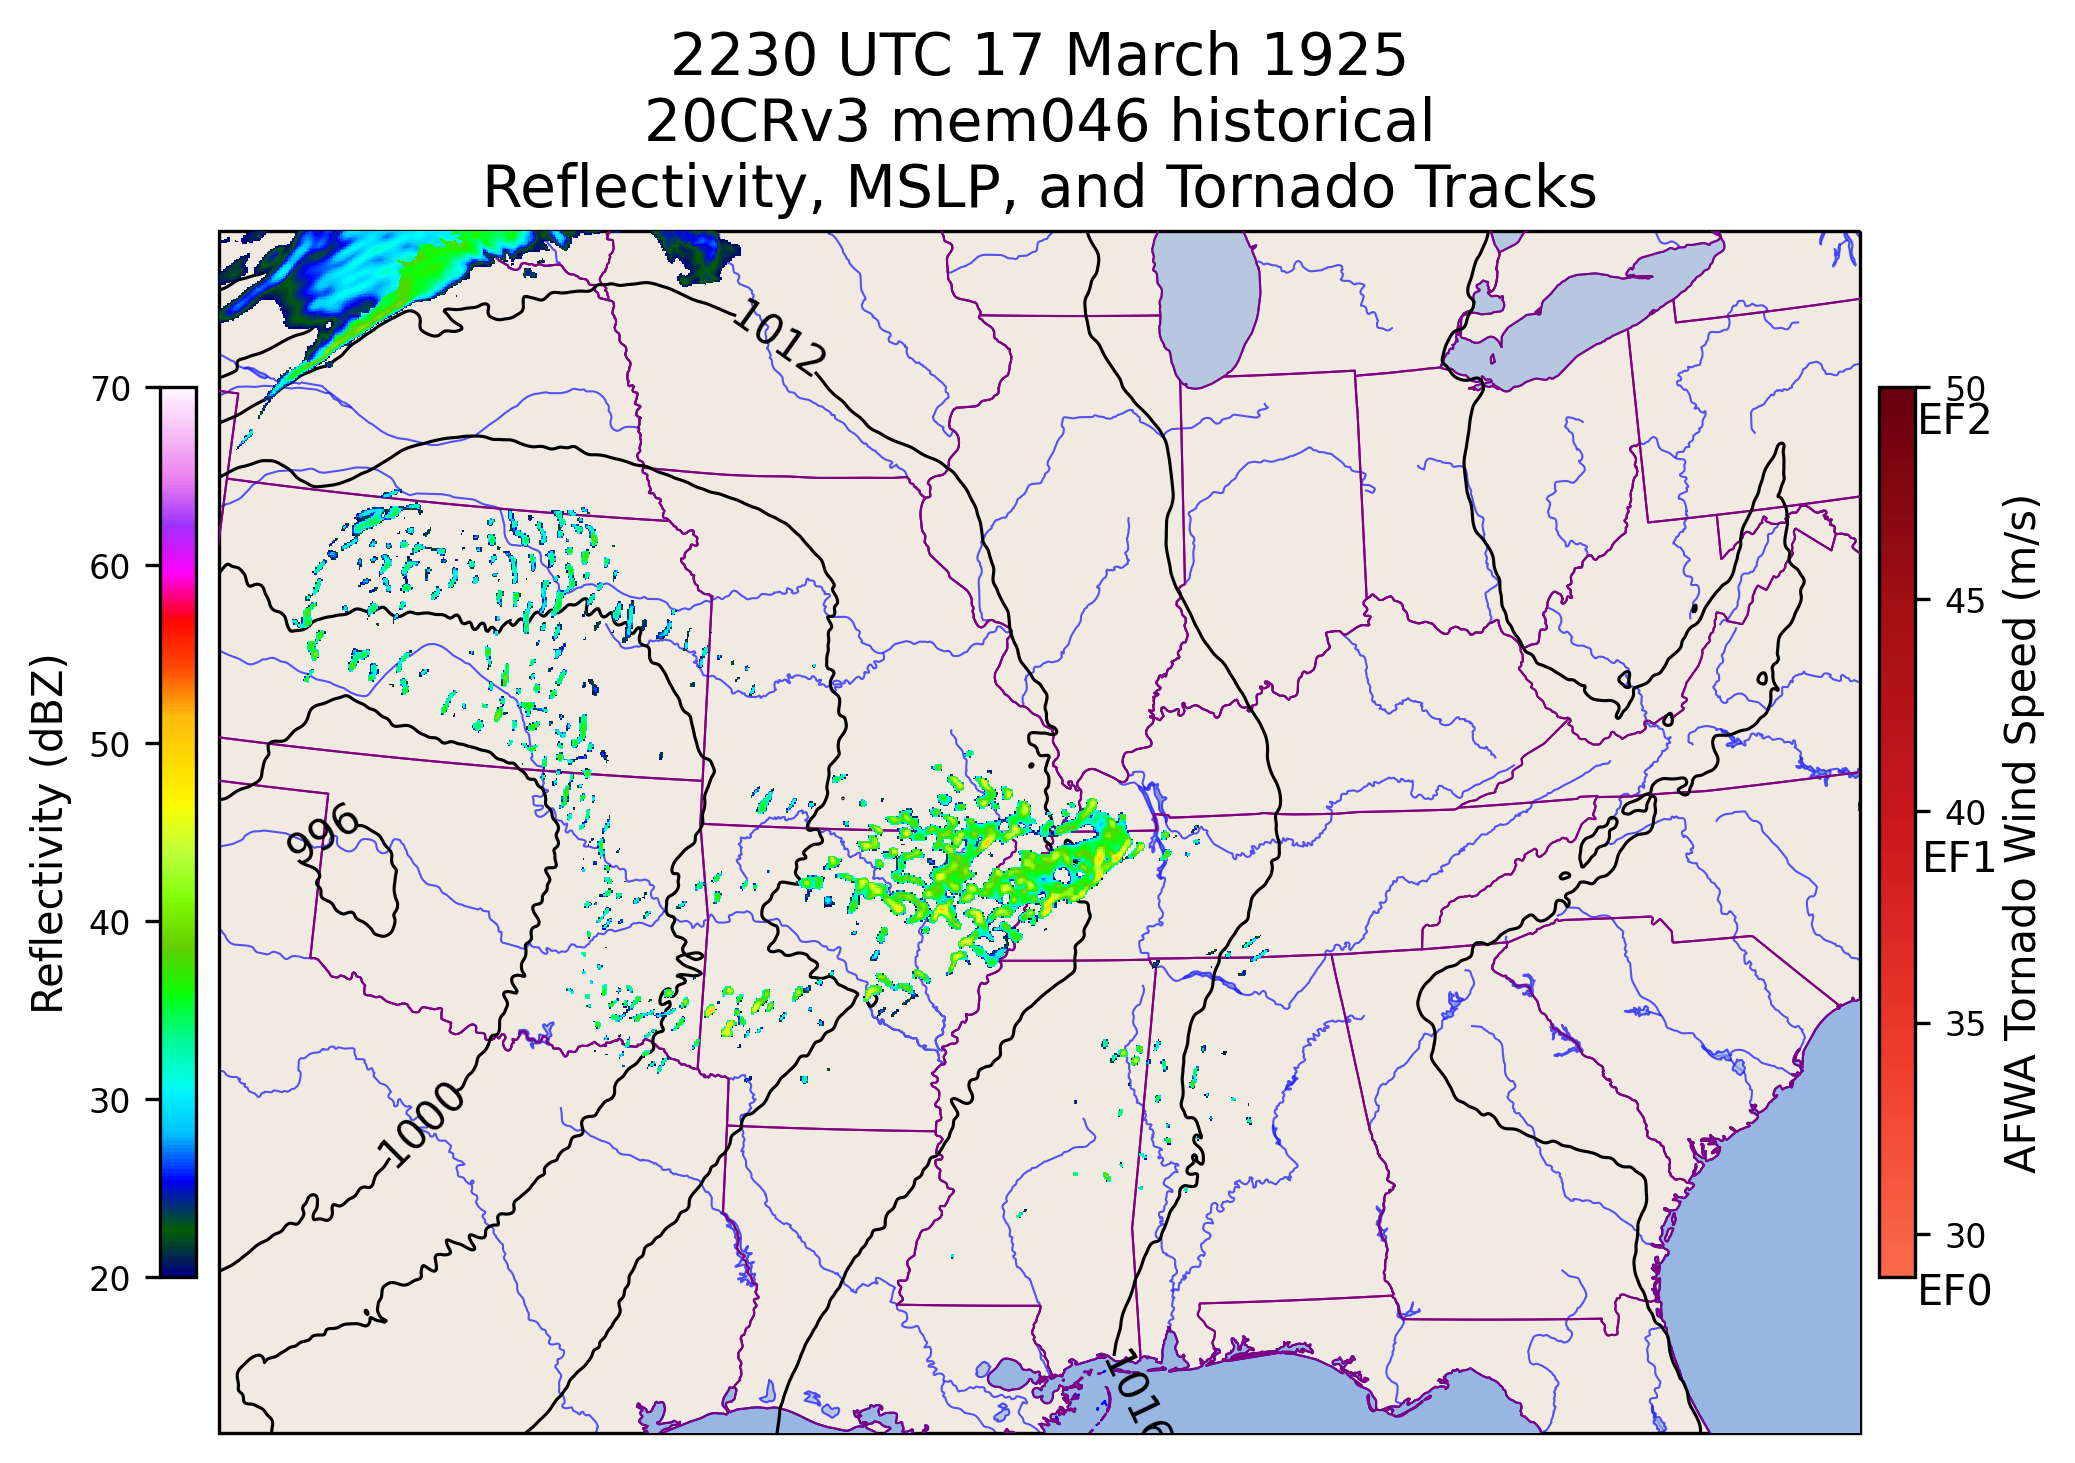 2230 UTC 17 March 1925
20CRv3 mem046 historical
Reflectivity, MSLP, and Tornado Tracks
1012
996
1000
1016
Reflectivity (dBZ)
70
60
50
40
30
20
50
EF2
45
40
EF1
35
30
EF0
AFWA Tornado Wind Speed (m/s)